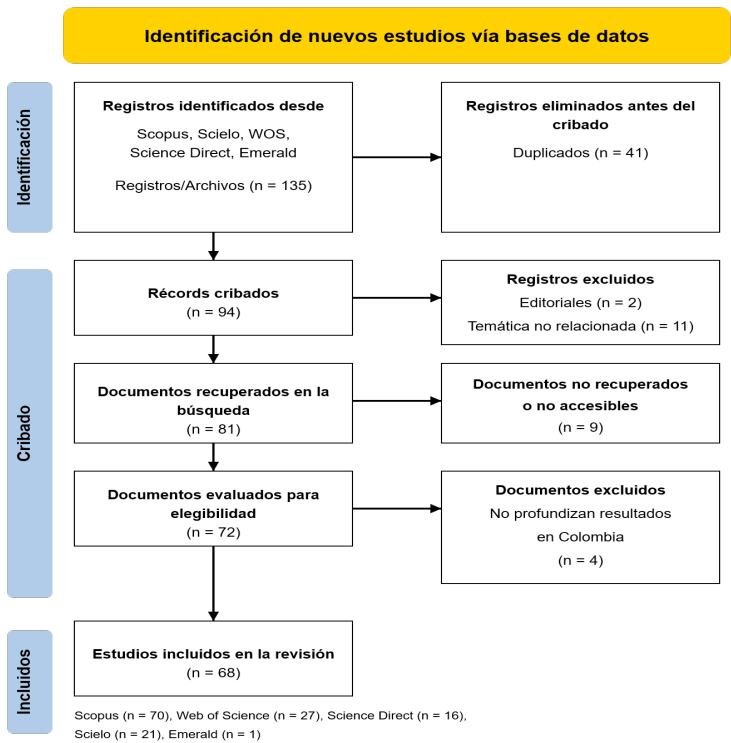 Identificación de nuevos estudios vía bases de datos
Identificación
Registros identificados desde
Scopus, Scielo, WOS,
Science Direct, Emerald
Registros/Archivos (n = 135)
Registros eliminados antes del
cribado
Duplicados (n = 41)
Cribado
Récords cribados
(n = 94)
Registros excluidos
Editoriales (n = 2)
Temática no relacionada (n = 11)
Documentos recuperados en la
búsqueda
(n = 81)
Documentos no recuperados
o no accesibles
(n = 9)
Documentos evaluados para
elegibilidad
(n = 72)
Documentos excluidos
No profundizan resultados
en Colombia
(n = 4)
Incluidos
Estudios incluidos en la revisión
(n = 68)
Scopus (n = 70), Web of Science (n = 27), Science Direct (n = 16),
Scielo (n = 21), Emerald (n = 1)